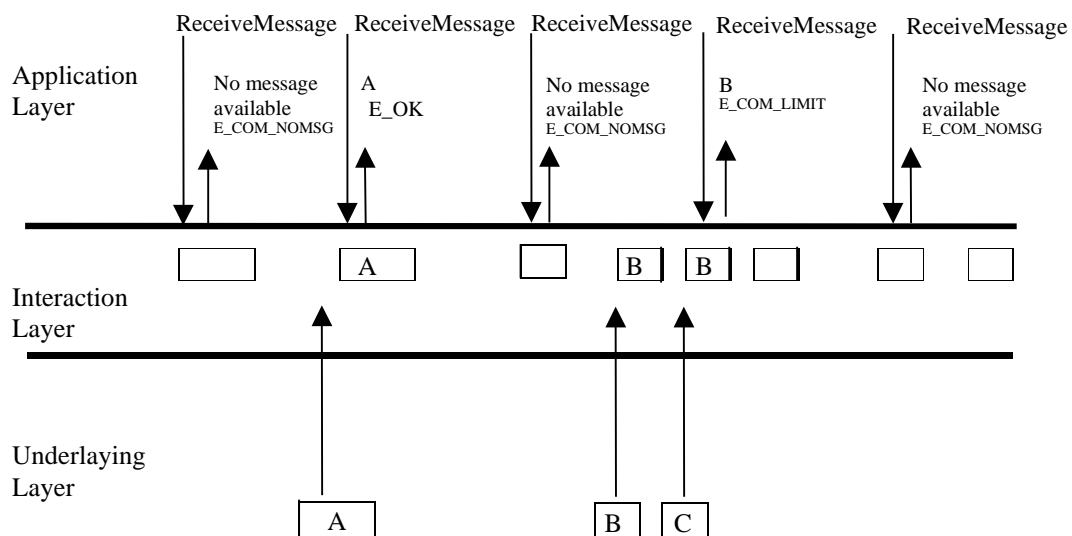 ReceiveMessage ReceiveMessage ReceiveMessage ReceiveMessage ReceiveMessage
Application
Layer
No message
available
E_COM_NOMSG
A
E_OK
No message
available
E_COM_NOMSG
B
E_COM_LIMIT
No message
available
E_COM_NOMSG
A B B
Interaction
Layer
Underlaying
Layer
A B C